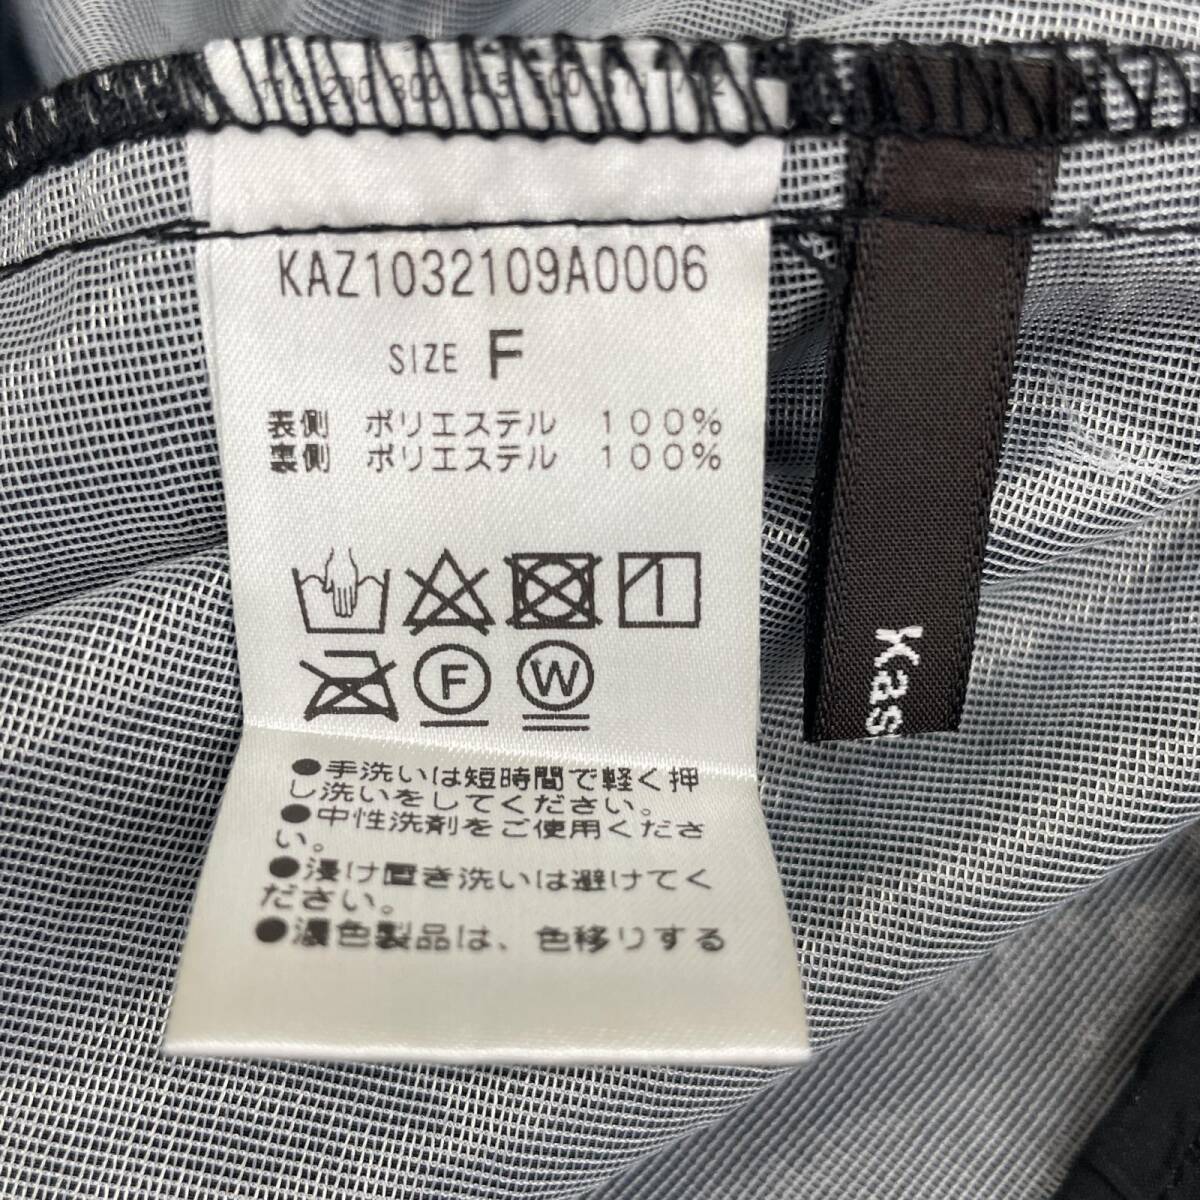 KAZ1032109A0006
SIZE F
表側 ポリエステル 100%
裏側 ポリエステル 100%
F
W
●手洗いは短時間で軽く押
し洗いをしてください。
●中性洗剤をご使用くださ
い。
●浸け置き洗いは避けてく
ださい。
●濃色製品は、色移りする
Kas